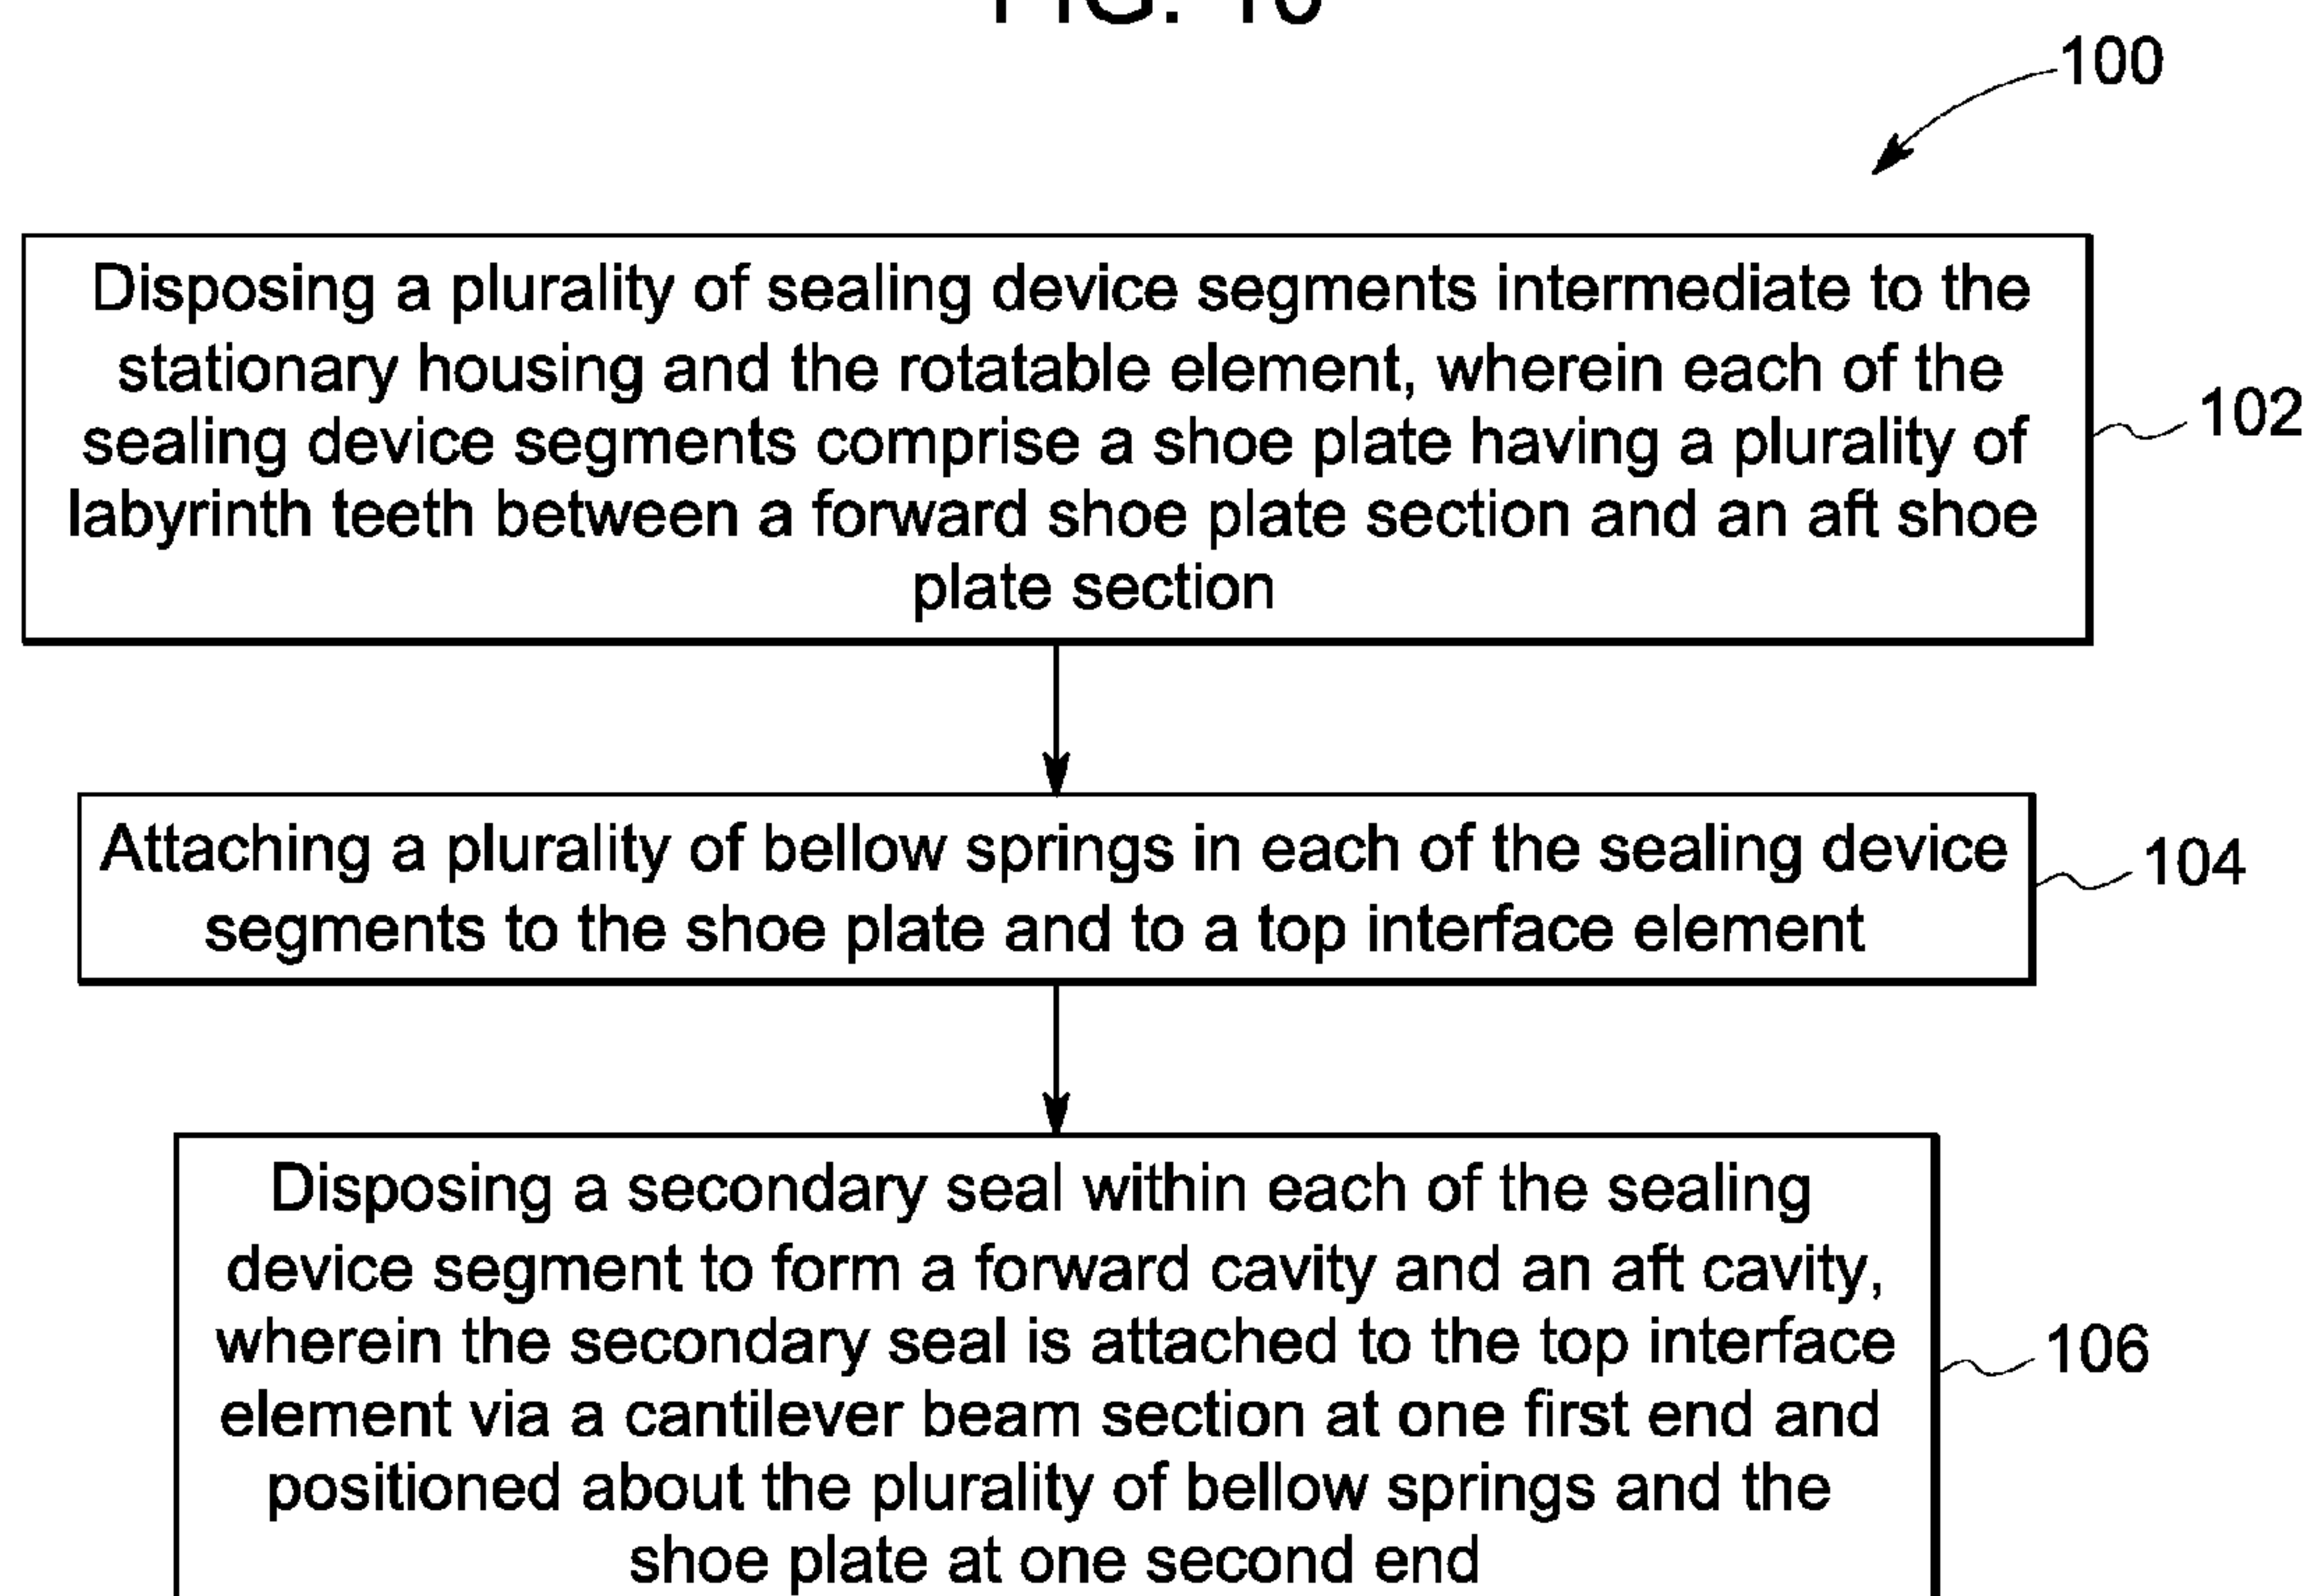 FIG. 10
100
Disposing a plurality of sealing device segments intermediate to the
stationary housing and the rotatable element, wherein each of the
sealing device segments comprise a shoe plate having a plurality of
labyrinth teeth between a forward shoe plate section and an aft shoe
plate section
102
Attaching a plurality of bellow springs in each of the sealing device
segments to the shoe plate and to a top interface element
104
Disposing a secondary seal within each of the sealing
device segment to form a forward cavity and an aft cavity,
wherein the secondary seal is attached to the top interface
element via a cantilever beam section at one first end and
positioned about the plurality of bellow springs and the
shoe plate at one second end
106